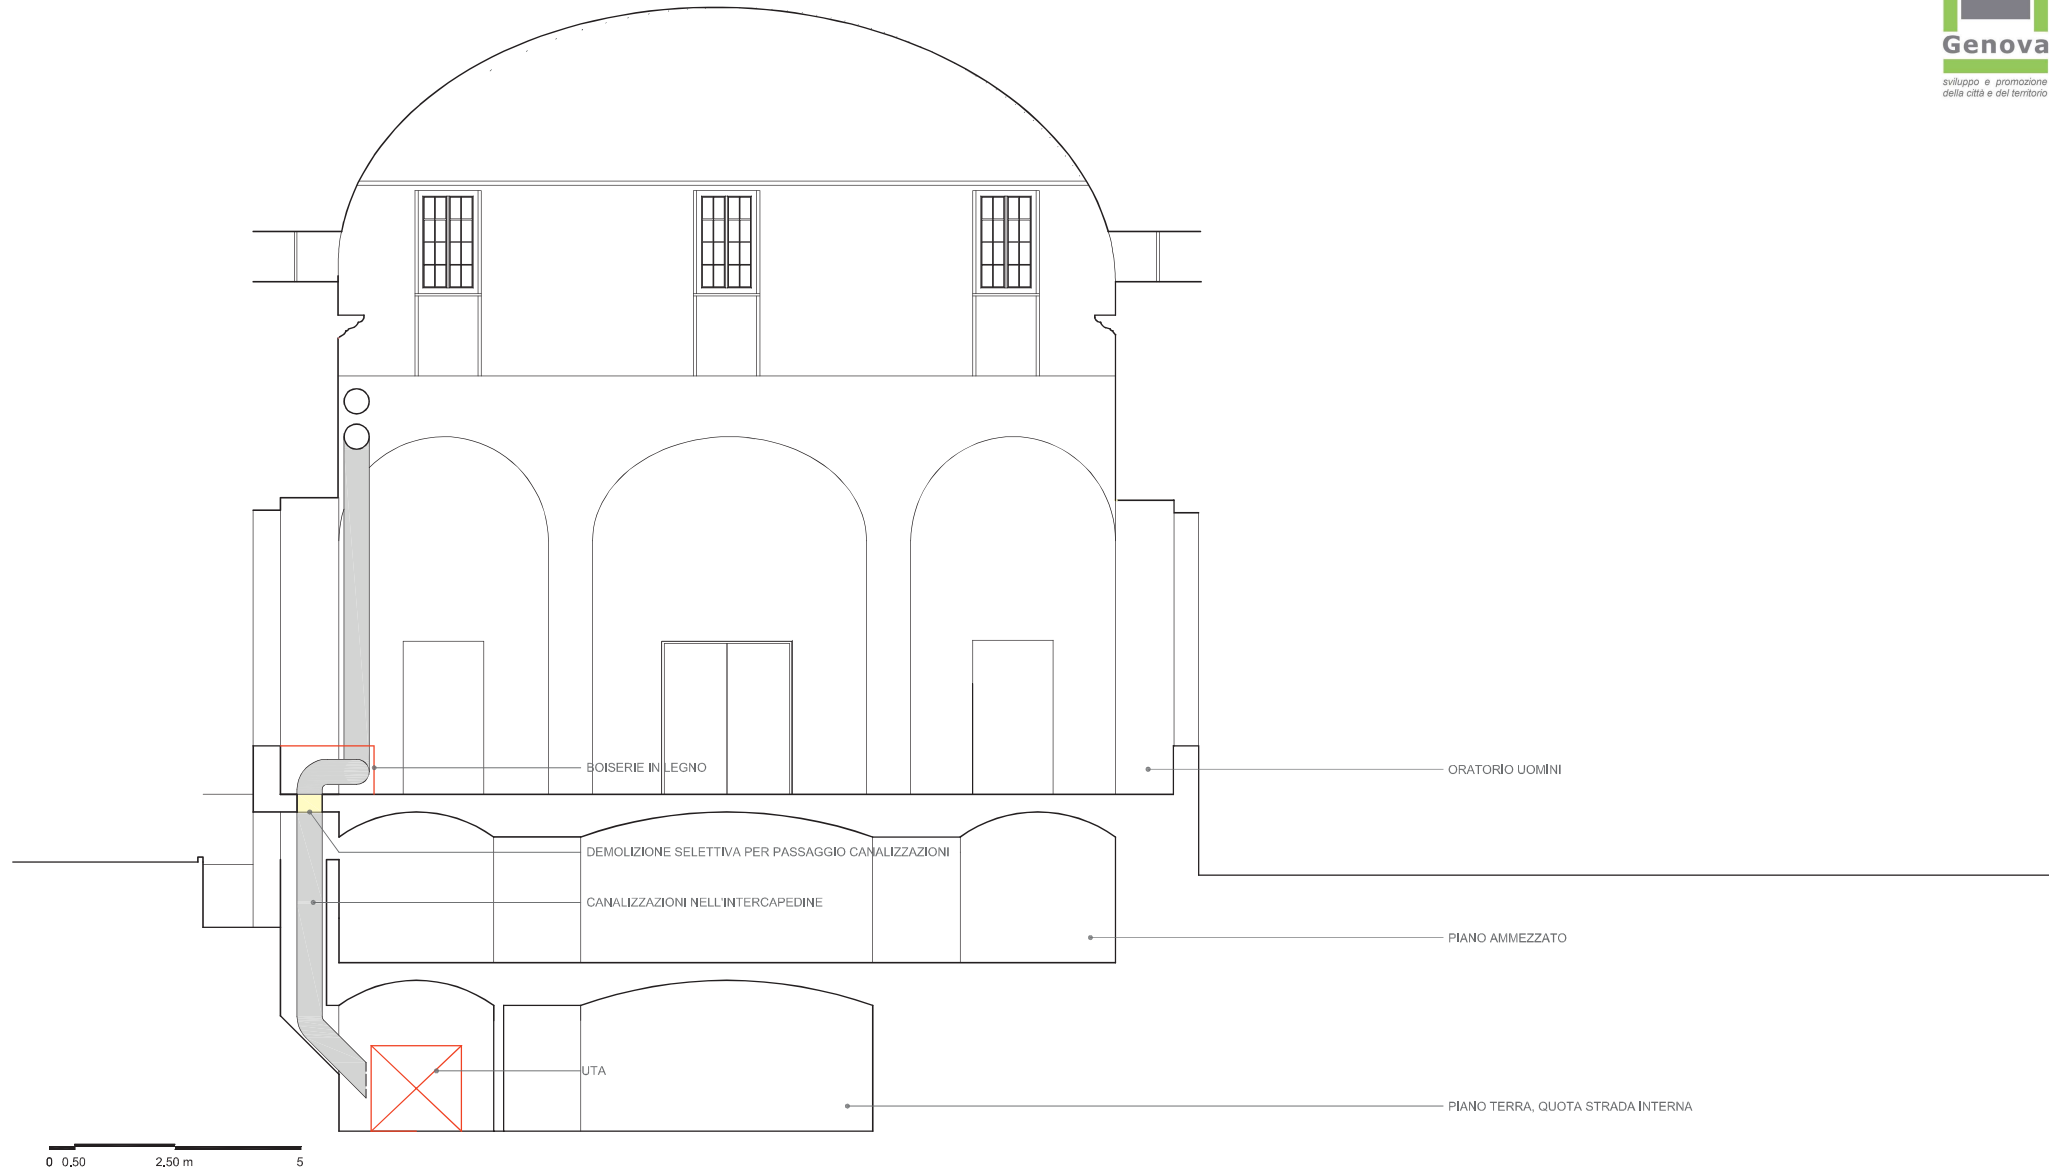 Genova
sviluppo e promozione
della città e del territorio
BOISERIE IN LEGNO
ORATORIO UOMINI
DEMOLIZIONE SELETTIVA PER PASSAGGIO CANALIZZAZIONI
CANALIZZAZIONI NELL'INTERCAPEDINE
PIANO AMMEZZATO
UTA
PIANO TERRA, QUOTA STRADA INTERNA
0 0,50 2,50 m 5